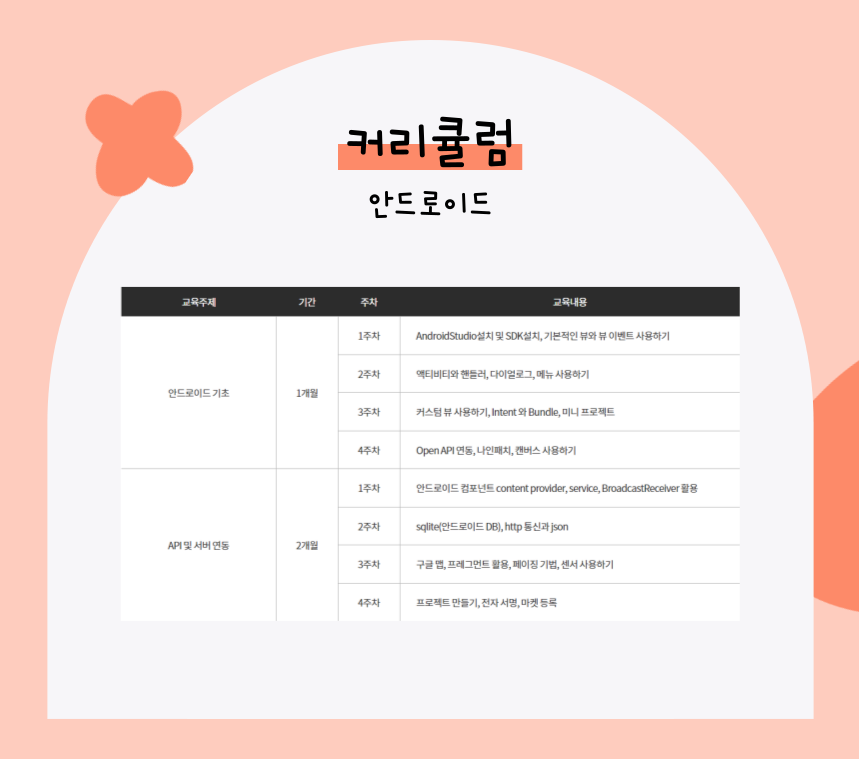 커리큘럼
안드로이드
교육주제 기간 주차 교육내용
안드로이드 기초 1개월
1주차 AndroidStudio설치 및 SDK설치, 기본적인 뷰와 뷰 이벤트 사용하기
2주차 액티비티와 핸들러, 다이얼로그, 메뉴 사용하기
3주차 커스텀 뷰 사용하기, Intent 와 Bundle, 미니 프로젝트
4주차 Open API 연동, 나인패치, 캔버스 사용하기
API 및 서버 연동 2개월
1주차 안드로이드 컴포넌트 content provider, service, BroadcastReceiver 활용
2주차 sqlite(안드로이드 DB), http 통신과 json
3주차 구글 맵, 프레그먼트 활용, 페이징 기법, 센서 사용하기
4주차 프로젝트 만들기, 전자 서명, 마켓 등록